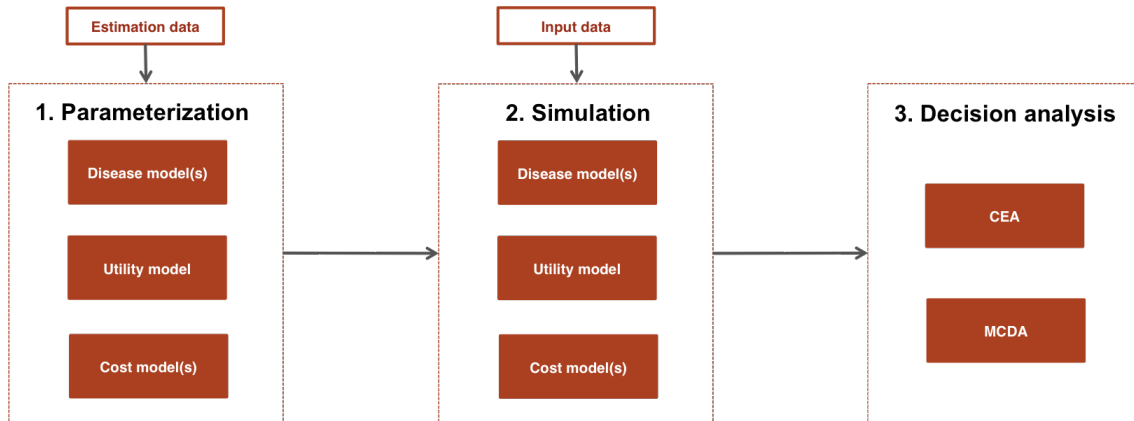 Estimation data
Input data
1. Parameterization
Disease model(s)
Utility model
Cost model(s)
2. Simulation
Disease model(s)
Utility model
Cost model(s)
3. Decision analysis
CEA
MCDA